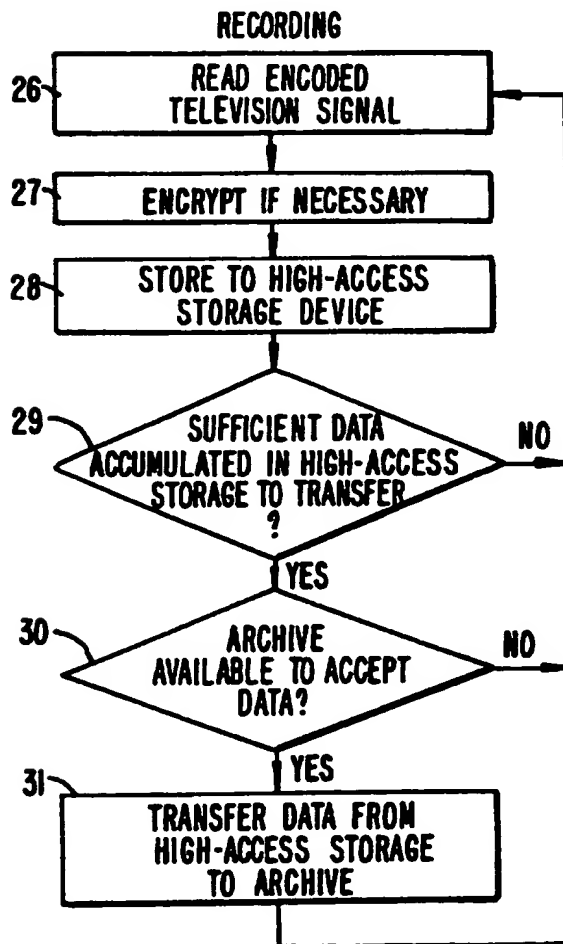 RECORDING
26
READ ENCODED
TELEVISION SIGNAL
27
ENCRYPT IF NECESSARY
28
STORE TO HIGH-ACCESS
STORAGE DEVICE
29
SUFFICIENT DATA
ACCUMULATED IN HIGH-ACCESS
STORAGE TO TRANSFER
?
NO
YES
30
ARCHIVE
AVAILABLE TO ACCEPT
DATA?
NO
YES
31
TRANSFER DATA FROM
HIGH-ACCESS STORAGE
TO ARCHIVE